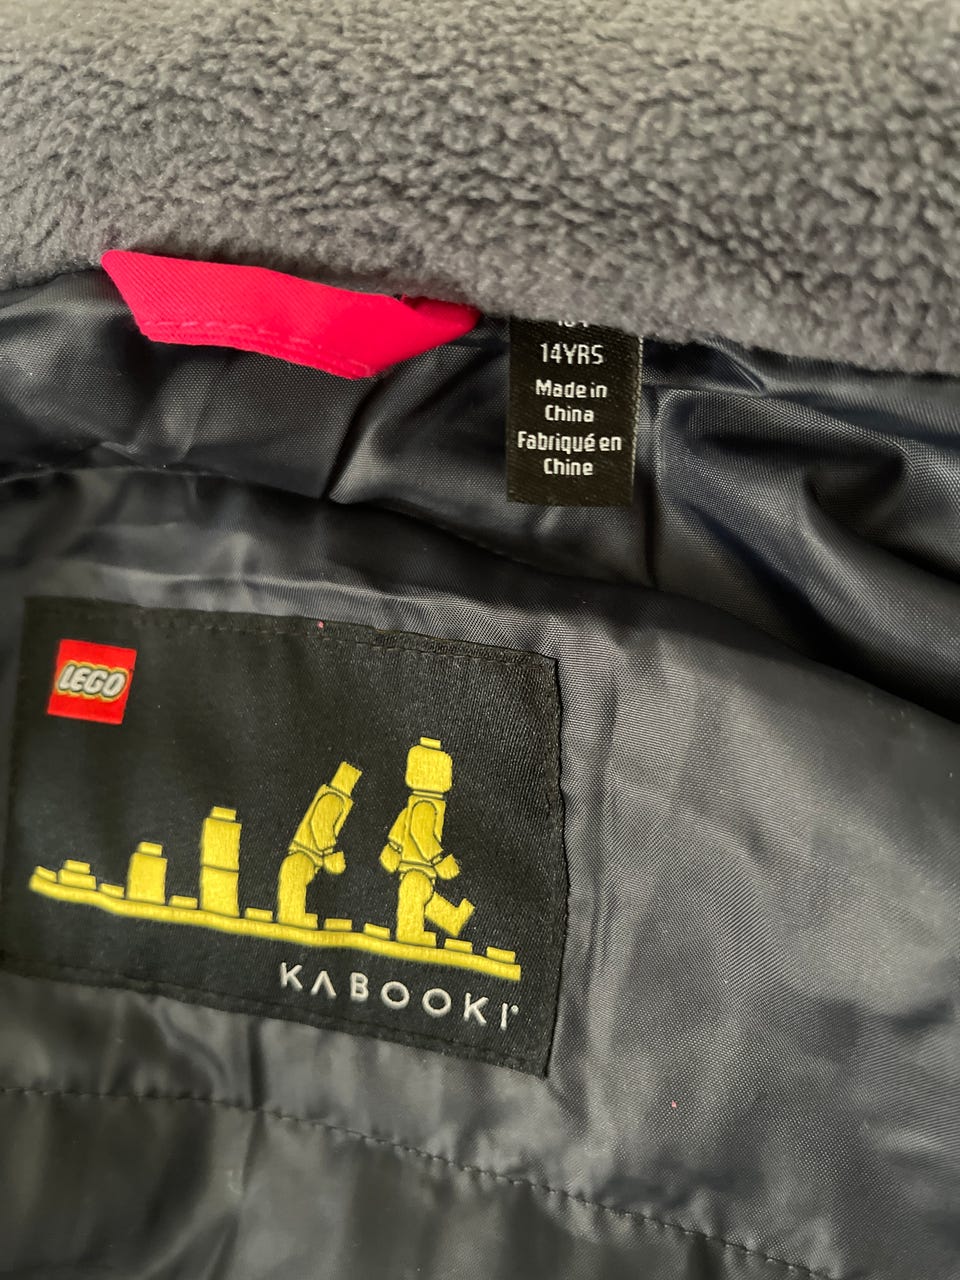 14YRS
Made in
China
Fabriqué en
Chine
LEGO
KABOOKI®